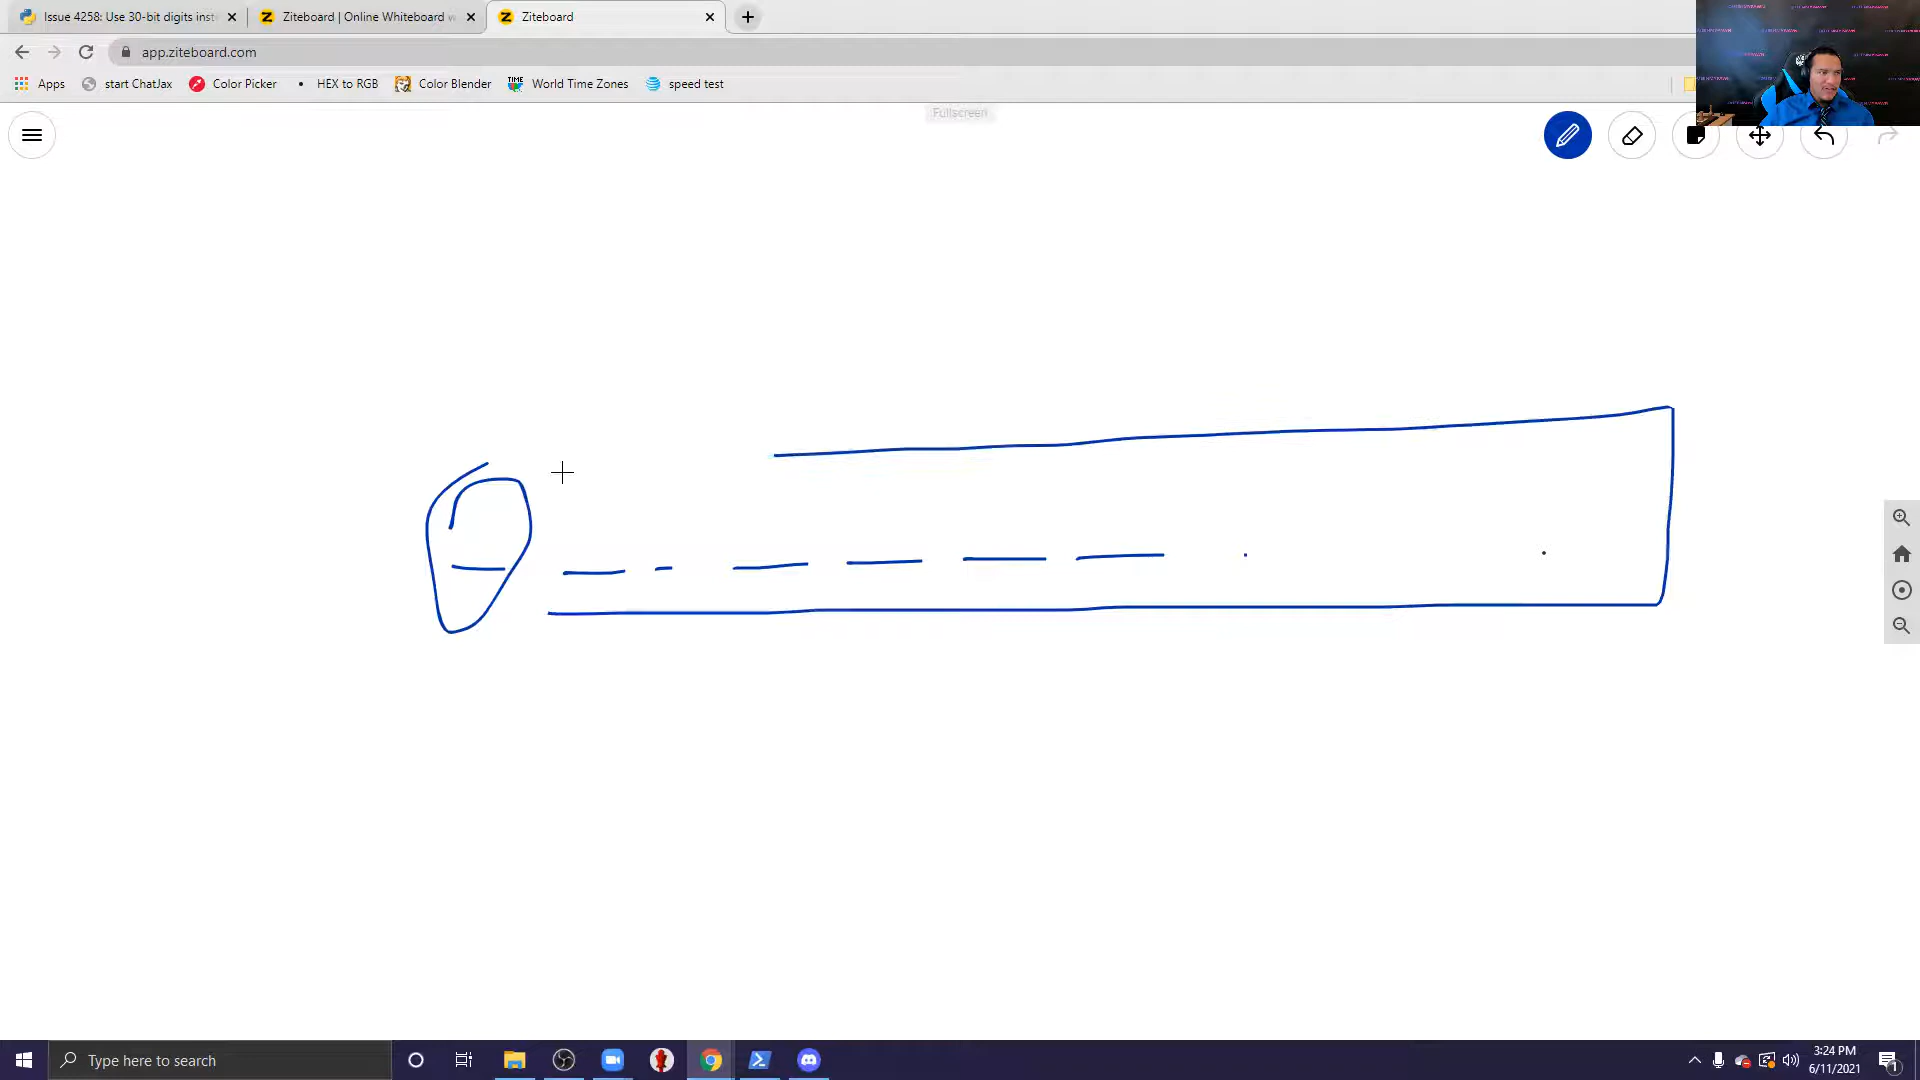 Issue 4258: Use 30-bit digits inst
Ziteboard | Online Whiteboard w
Ziteboard
app.ziteboard.com
Apps
start ChatJax
Color Picker
HEX to RGB
Color Blender
World Time Zones
speed test
Fullscreen
Type here to search
3:24 PM
6/11/2021